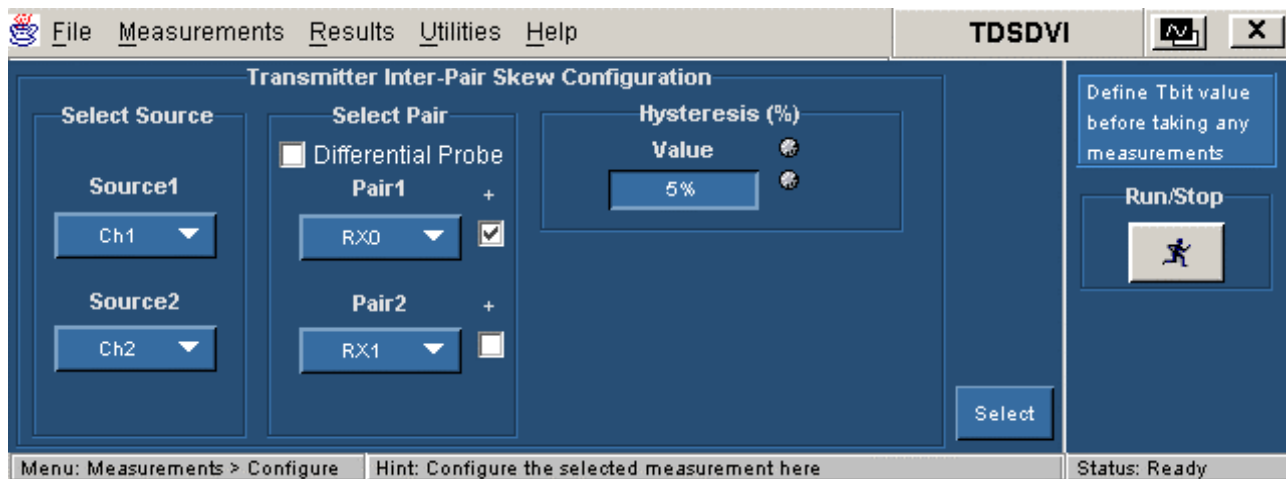 File Measurements Results Utilities Help
TDSDVI
X
Transmitter Inter-Pair Skew Configuration
Select Source
Source1
Ch1
Source2
Ch2
Select Pair
Differential Probe
Pair1 +
RX0
Pair2 +
RX1
Hysteresis (%)
Value
5%
Select
Define Tbit value
before taking any
measurements
Run/Stop
Menu: Measurements > Configure
Hint: Configure the selected measurement here
Status: Ready